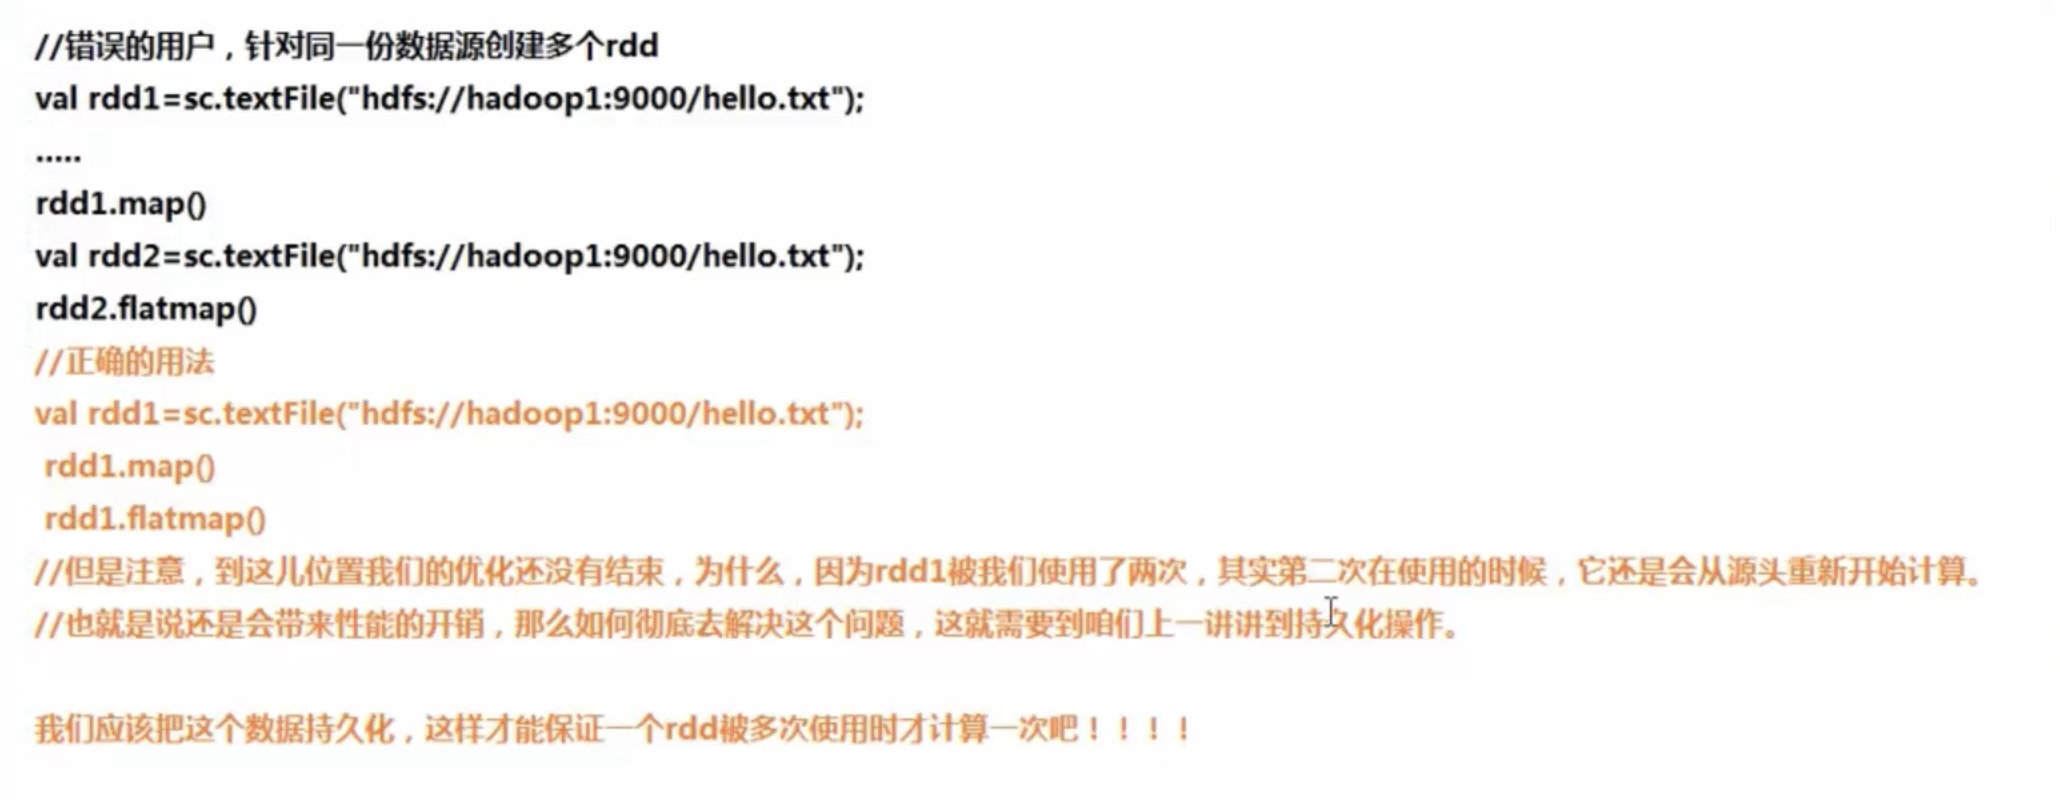 //错误的用户，针对同一份数据源创建多个rdd
val rdd1=sc.textFile("hdfs://hadoop1:9000/hello.txt");
.....
rdd1.map()
val rdd2=sc.textFile("hdfs://hadoop1:9000/hello.txt");
rdd2.flatmap()
//正确的用法
val rdd1=sc.textFile("hdfs://hadoop1:9000/hello.txt");
rdd1.map()
rdd1.flatmap()
//但是注意，到这儿位置我们的优化还没有结束，为什么，因为rdd1被我们使用了两次，其实第二次在使用的时候，它还是会从源头重新开始计算。
//也就是说还是会带来性能的开销，那么如何彻底去解决这个问题，这就需要到咱们上一讲讲到持久化操作。
我们应该把这个数据持久化，这样才能保证一个rdd被多次使用时才计算一次吧！！！！